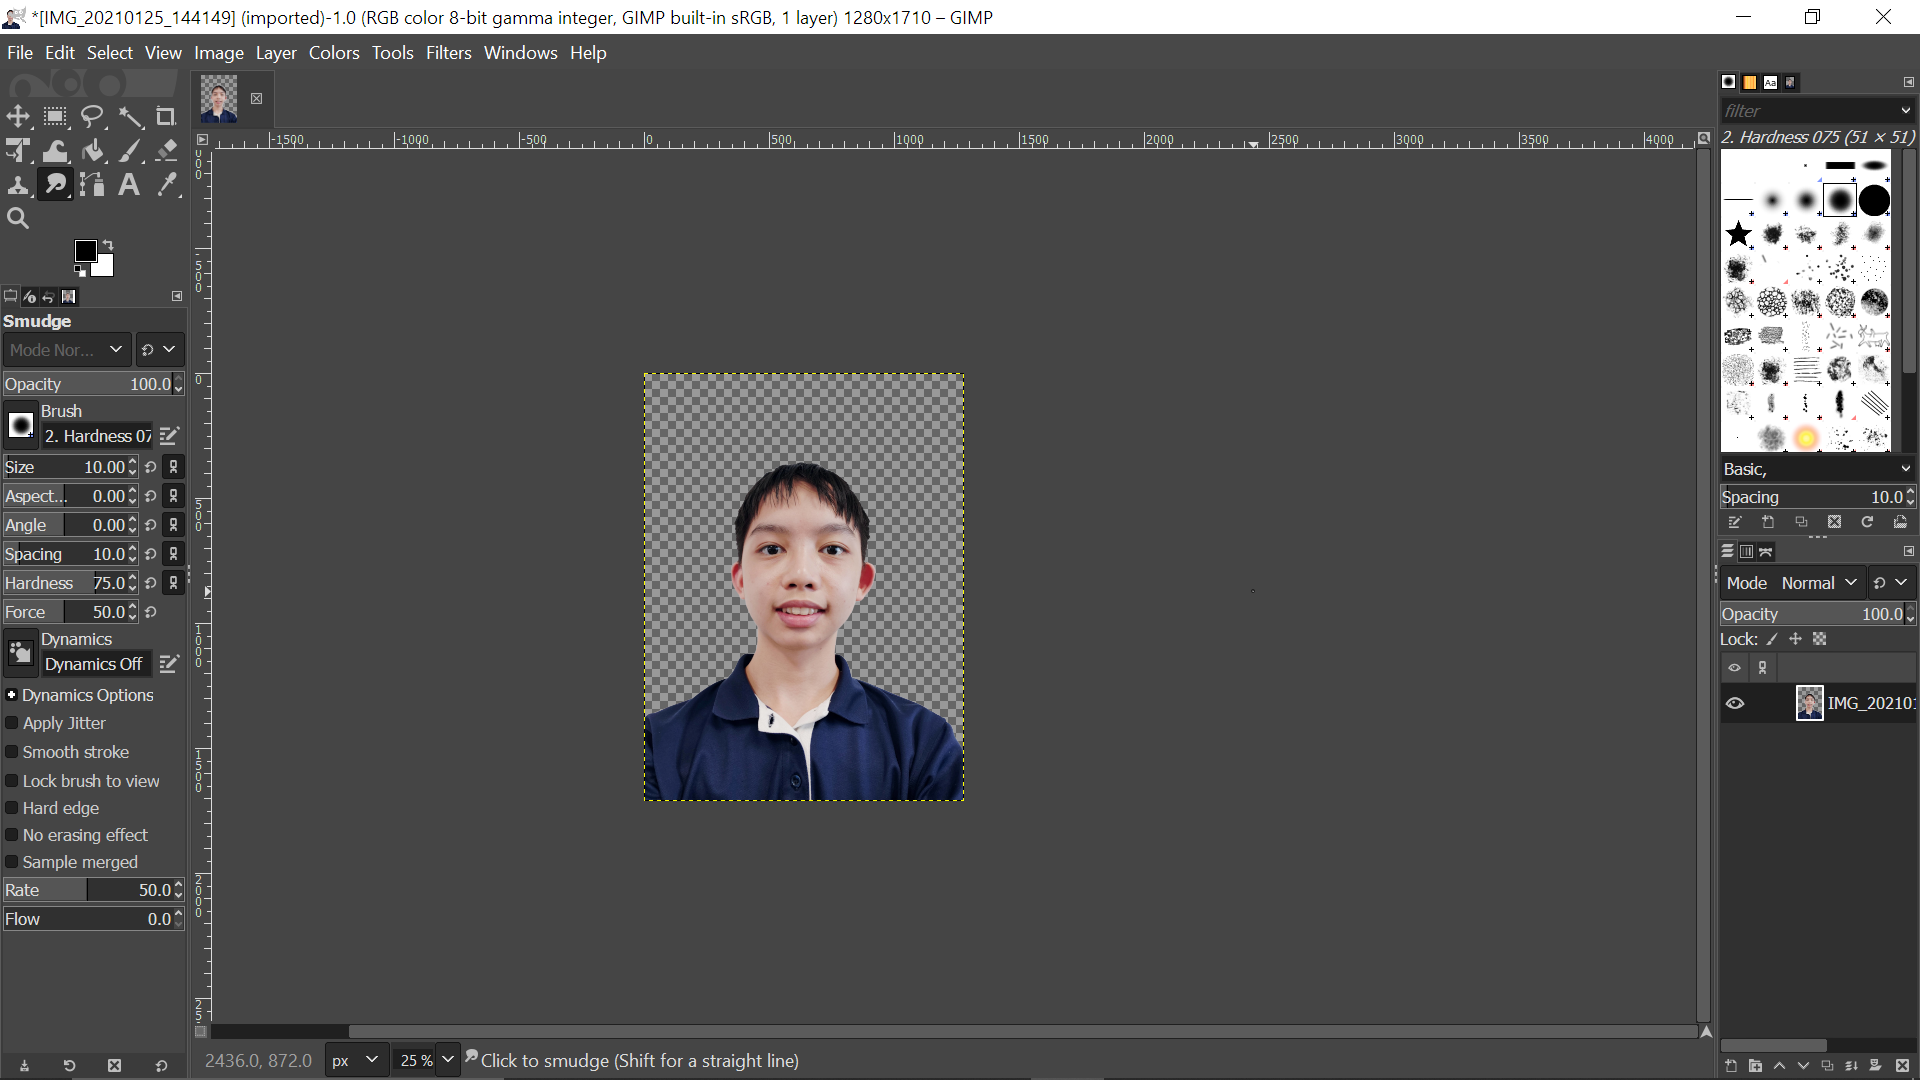 *[IMG_20210125_144149] (imported)-1.0 (RGB color 8-bit gamma integer, GIMP built-in sRGB, 1 layer) 1280x1710 – GIMP
File Edit Select View Image Layer Colors Tools Filters Windows Help
-1500 -1000 -500 0 500 1000 1500 2000 2500 3000 3500 4000
0
500
1000
1500
2000
Smudge
Mode Nor...
Opacity 100.0
Brush
2. Hardness 07
Size 10.00
Aspect... 0.00
Angle 0.00
Spacing 10.0
Hardness 75.0
Force 50.0
Dynamics
Dynamics Off
Dynamics Options
Apply Jitter
Smooth stroke
Lock brush to view
Hard edge
No erasing effect
Sample merged
Rate 50.0
Flow 0.0
2436.0, 872.0 px 25 % Click to smudge (Shift for a straight line)
Aa
filter
2. Hardness 075 (51 × 51)
Basic,
Spacing 10.0
Mode Normal
Opacity 100.0
Lock:
IMG_20210